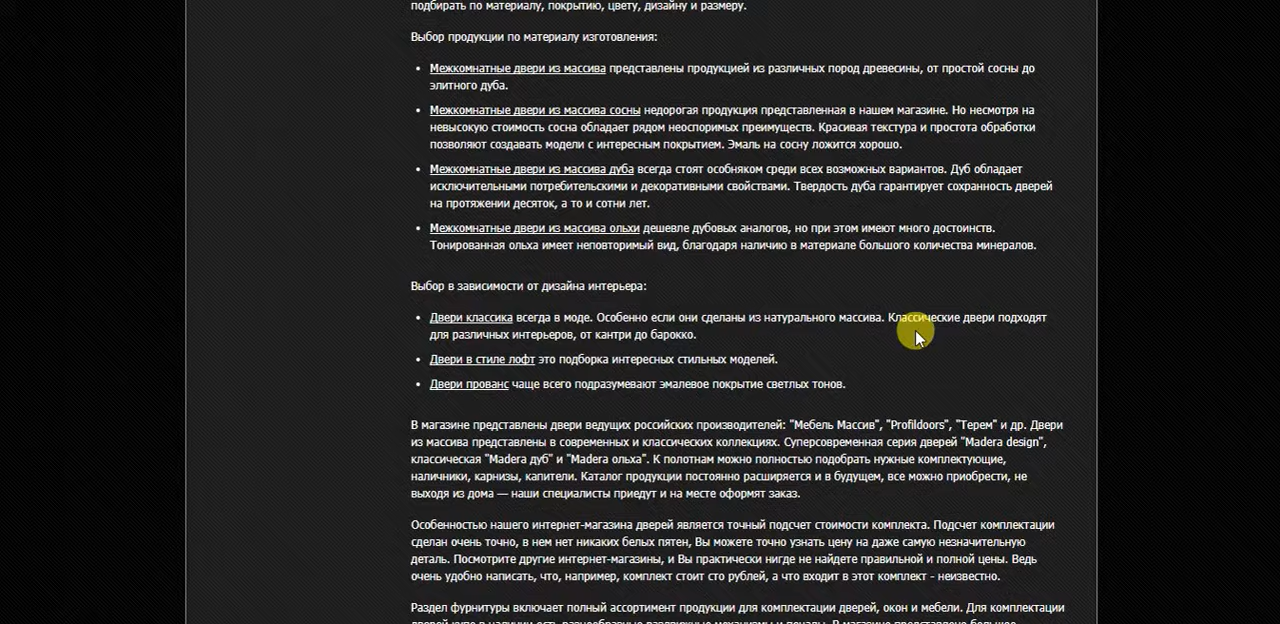 подбирать по материалу, покрытию, цвету, дизайну и размеру.
Выбор продукции по материалу изготовления:
Межкомнатные двери из массива представлены продукцией из различных пород древесины, от простой сосны до
элитного дуба.
Межкомнатные двери из массива сосны недорогая продукция представленная в нашем магазине. Но несмотря на
невысокую стоимость сосна обладает рядом неоспоримых преимуществ. Красивая текстура и простота обработки
позволяют создавать модели с интересным покрытием. Эмаль на сосну ложится хорошо.
Межкомнатные двери из массива дуба всегда стоят особняком среди всех возможных вариантов. Дуб обладает
исключительными потребительскими и декоративными свойствами. Твердость дуба гарантирует сохранность дверей
на протяжении десяток, а то и сотни лет.
Межкомнатные двери из массива ольхи дешевле дубовых аналогов, но при этом имеют много достоинств.
Тонированная ольха имеет неповторимый вид, благодаря наличию в материале большого количества минералов.
Выбор в зависимости от дизайна интерьера:
Двери классика всегда в моде. Особенно если они сделаны из натурального массива. Классические двери подходят
для различных интерьеров, от кантри до барокко.
Двери в стиле лофт это подборка интересных стильных моделей.
Двери прованс чаще всего подразумевают эмалевое покрытие светлых тонов.
В магазине представлены двери ведущих российских производителей: "Мебель Массив", "Profildoors", "Терем" и др. Двери
из массива представлены в современных и классических коллекциях. Суперсовременная серия дверей "Madera design",
классическая "Madera дуб" и "Madera ольха". К полотнам можно полностью подобрать нужные комплектующие,
наличники, карнизы, капители. Каталог продукции постоянно расширяется и в будущем, все можно приобрести, не
выходя из дома — наши специалисты приедут и на месте оформят заказ.
Особенностью нашего интернет-магазина дверей является точный подсчет стоимости комплекта. Подсчет комплектации
сделан очень точно, в нем нет никаких белых пятен, Вы можете точно узнать цену на даже самую незначительную
деталь. Посмотрите другие интернет-магазины, и Вы практически нигде не найдете правильной и полной цены. Ведь
очень удобно написать, что, например, комплект стоит сто рублей, а что входит в этот комплект - неизвестно.
Раздел фурнитуры включает полный ассортимент продукции для комплектации дверей, окон и мебели. Для комплектации